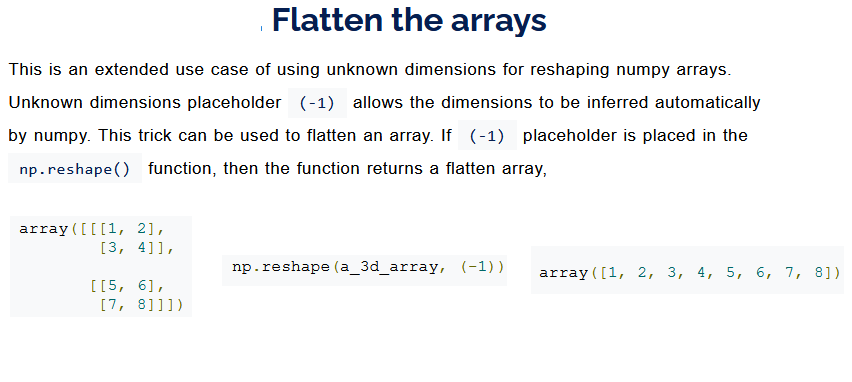 Flatten the arrays
This is an extended use case of using unknown dimensions for reshaping numpy arrays.
Unknown dimensions placeholder (-1) allows the dimensions to be inferred automatically
by numpy. This trick can be used to flatten an array. If (-1) placeholder is placed in the
np.reshape() function, then the function returns a flatten array,
array([[[1, 2],
[3, 4]],
[[5, 6],
[7, 8]]])
np.reshape(a_3d_array, (-1))
array([1, 2, 3, 4, 5, 6, 7, 8])